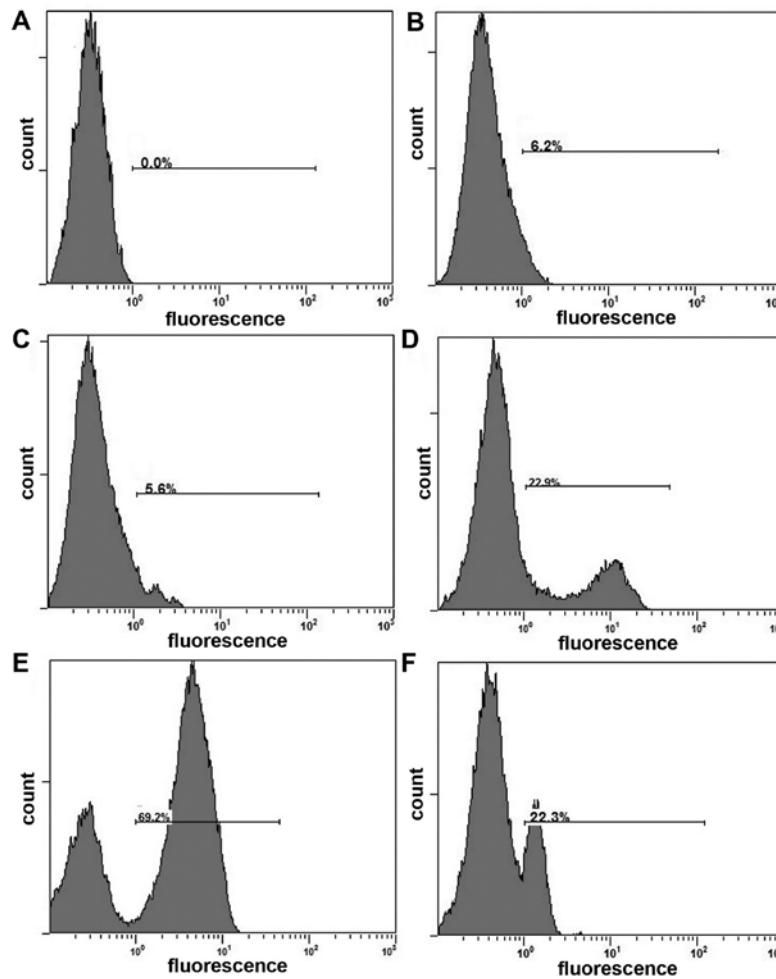 A
count
0.0%
10⁰ 10¹ 10² 10³
fluorescence
B
count
6.2%
10⁰ 10¹ 10²
fluorescence
C
count
5.6%
10⁰ 10¹ 10² 10³
fluorescence
D
count
22.9%
10⁰ 10¹ 10²
fluorescence
E
count
69.2%
10⁰ 10¹ 10² 10³
fluorescence
F
count
22.3%
10⁰ 10¹ 10²
fluorescence